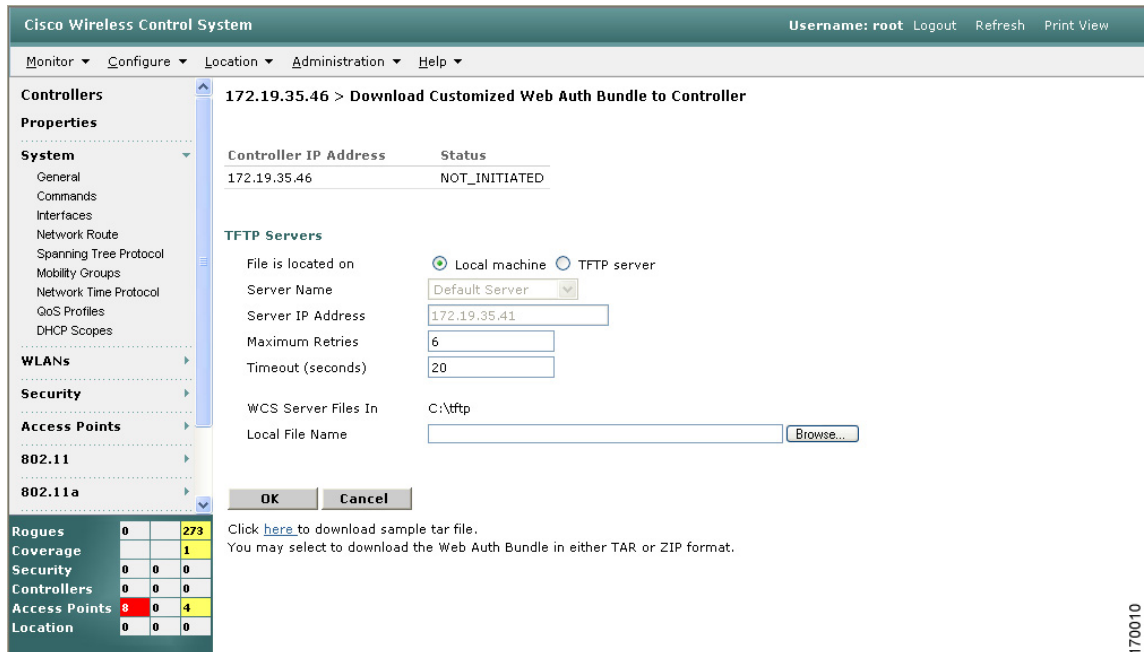 Cisco Wireless Control System
Username: root Logout Refresh Print View
Monitor Configure Location Administration Help
Controllers
Properties
System
General
Commands
Interfaces
Network Route
Spanning Tree Protocol
Mobility Groups
Network Time Protocol
QoS Profiles
DHCP Scopes
WLANs
Security
Access Points
802.11
802.11a
Rogues 0 273
Coverage 1
Security 0 0 0
Controllers 0 0 0
Access Points 8 0 4
Location 0 0 0
172.19.35.46 > Download Customized Web Auth Bundle to Controller
Controller IP Address Status
172.19.35.46 NOT_INITIATED
TFTP Servers
File is located on Local machine TFTP server
Server Name Default Server
Server IP Address 172.19.35.41
Maximum Retries 6
Timeout (seconds) 20
WCS Server Files In C:\tftp
Local File Name Browse...
OK Cancel
Click here to download sample tar file.
You may select to download the Web Auth Bundle in either TAR or ZIP format.
170010